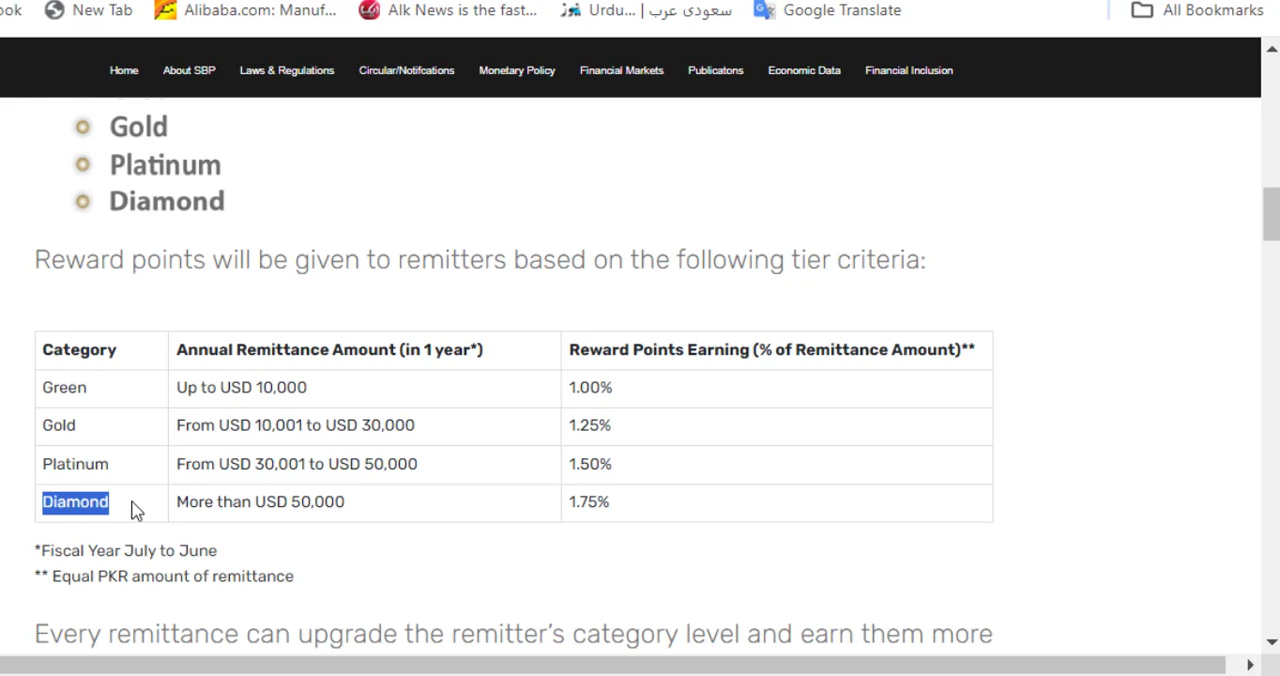 ook New Tab Alibaba.com: Manuf... Alk News is the fast... Urdu... | سعودی عرب Google Translate All Bookmarks
Home About SBP Laws & Regulations Circular/Notifcations Monetary Policy Financial Markets Publicatons Economic Data Financial Inclusion
Gold
Platinum
Diamond
Reward points will be given to remitters based on the following tier criteria:
Category Annual Remittance Amount (in 1 year*) Reward Points Earning (% of Remittance Amount)**
Green Up to USD 10,000 1.00%
Gold From USD 10,001 to USD 30,000 1.25%
Platinum From USD 30,001 to USD 50,000 1.50%
Diamond More than USD 50,000 1.75%
*Fiscal Year July to June
** Equal PKR amount of remittance
Every remittance can upgrade the remitter’s category level and earn them more